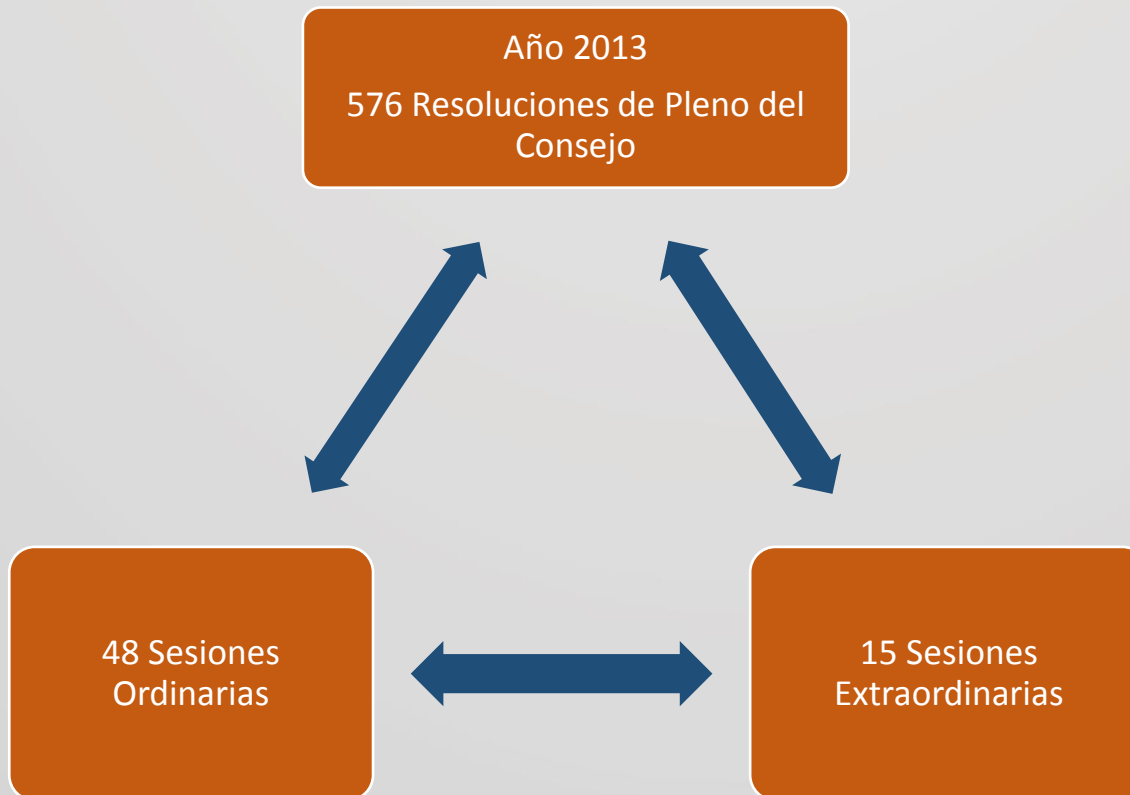 Año 2013
576 Resoluciones de Pleno del
Consejo
48 Sesiones
Ordinarias
15 Sesiones
Extraordinarias